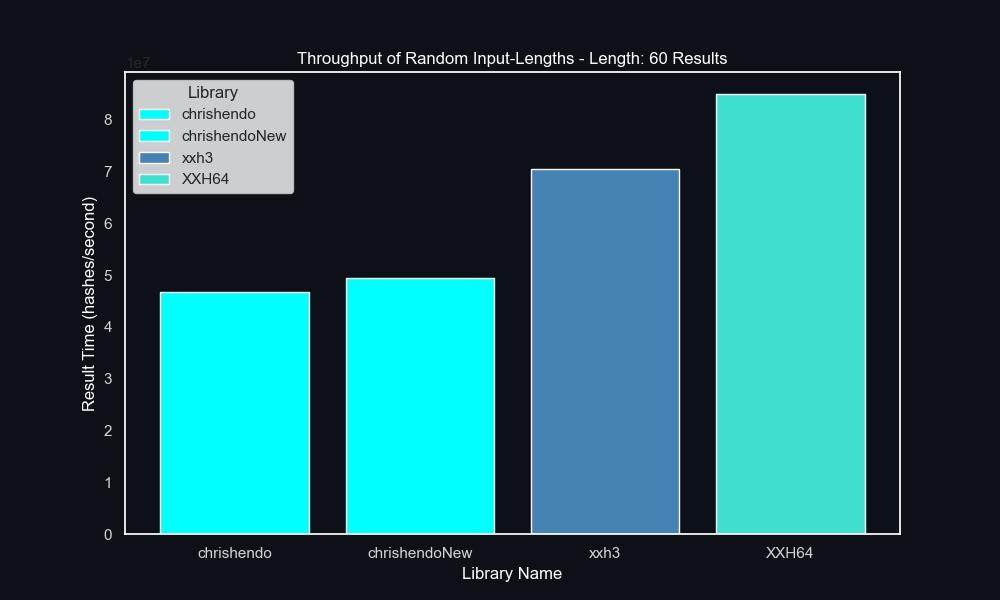 Throughput of Random Input-Lengths - Length: 60 Results
1e7
Library
chrishendo
chrishendoNew
xxh3
XXH64
8
7
6
5
4
3
2
1
0
Result Time (hashes/second)
chrishendo
chrishendoNew
xxh3
XXH64
Library Name